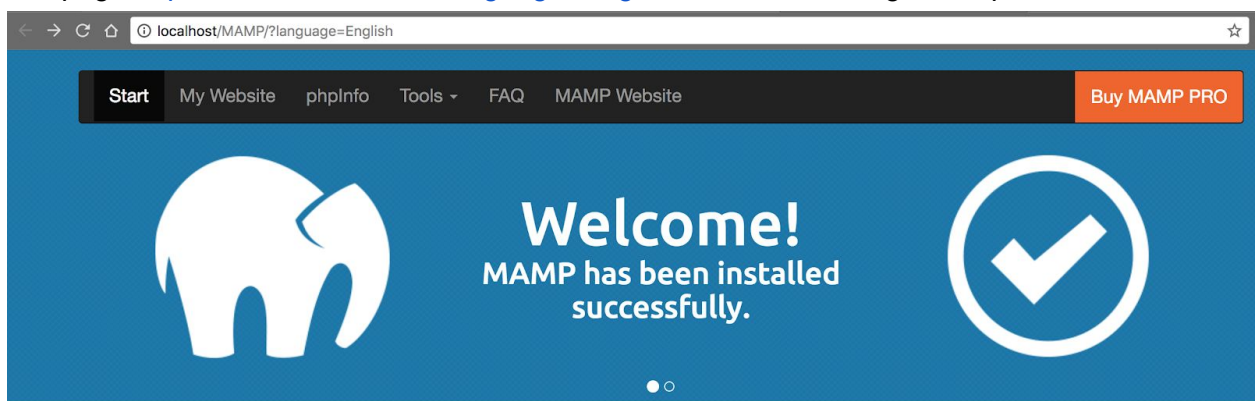 localhost/MAMP/?language=English
Start My Website phpInfo Tools FAQ MAMP Website Buy MAMP PRO
Welcome!
MAMP has been installed
successfully.